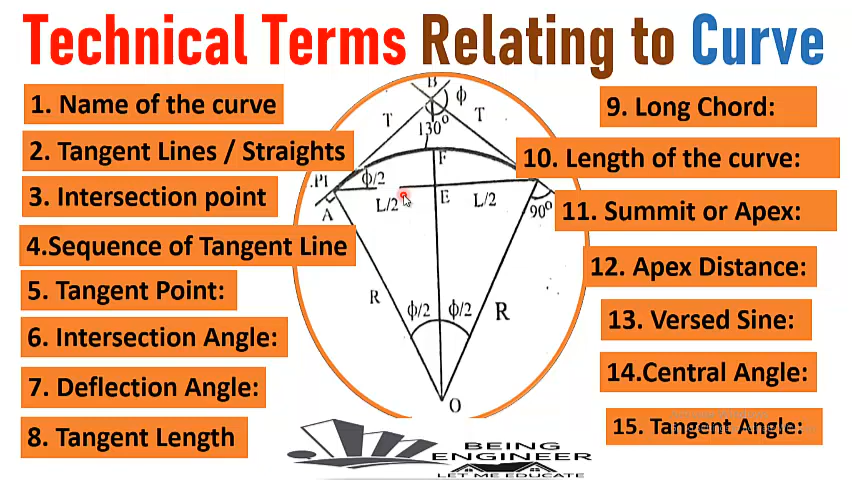 Technical Terms Relating to Curve
1. Name of the curve
2. Tangent Lines / Straights
3. Intersection point
4.Sequence of Tangent Line
5. Tangent Point:
6. Intersection Angle:
7. Deflection Angle:
8. Tangent Length
B
ϕ
T
T
130°
F
.PI
ϕ/2
A
L/2
E
L/2
90°
R
ϕ/2
ϕ/2
R
O
BEING
ENGINEER
LET ME EDUCATE
9. Long Chord:
10. Length of the curve:
11. Summit or Apex:
12. Apex Distance:
13. Versed Sine:
14.Central Angle:
15. Tangent Angle: